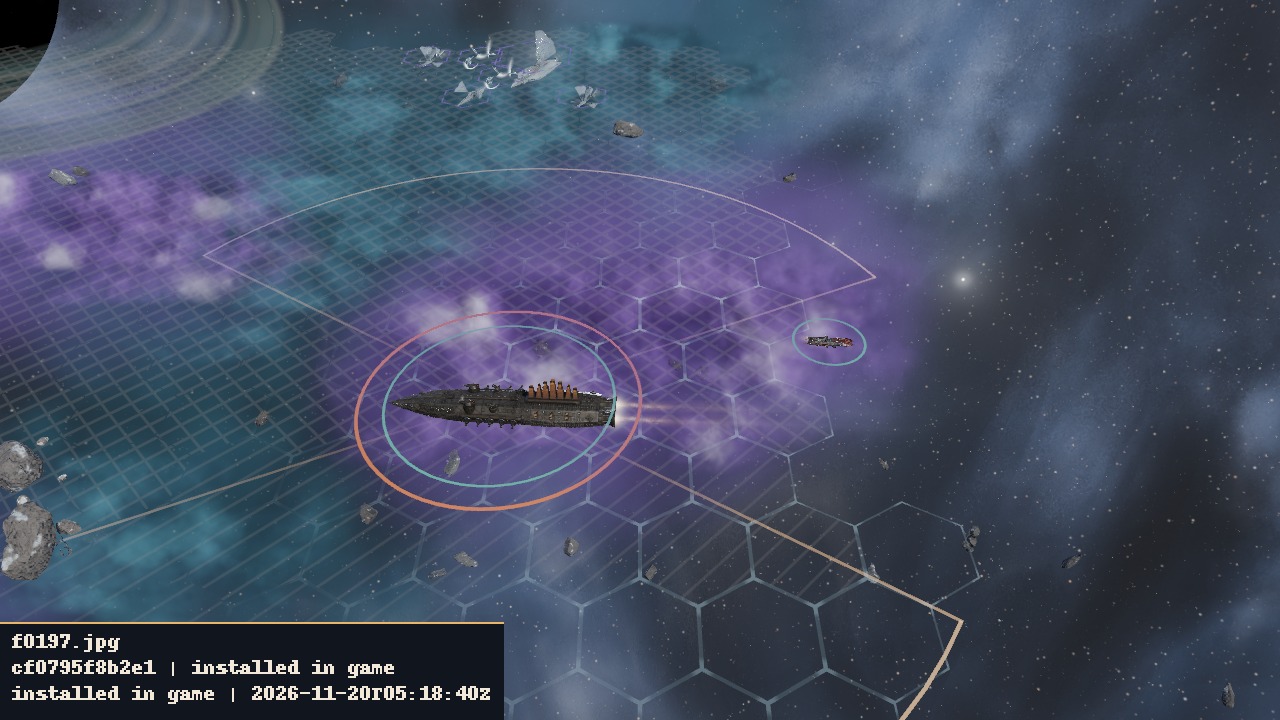 f0197.jpg
cf0795f8b2e1 | installed in game
installed in game | 2026-11-20T05:18:40Z